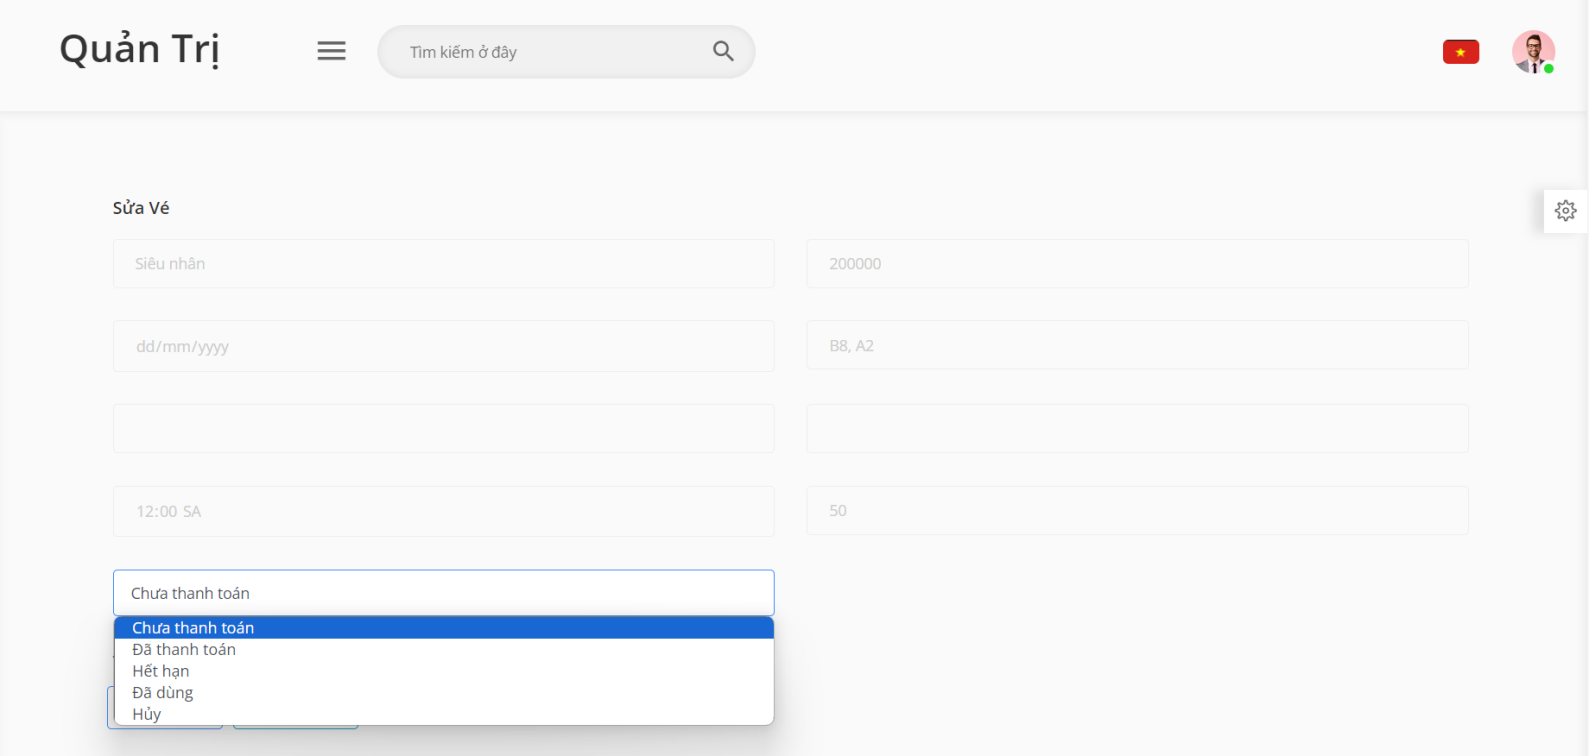 Quản Trị
Tìm kiếm ở đây
Sửa Vé
Siêu nhân
200000
dd/mm/yyyy
B8, A2
12:00 SA
50
Chưa thanh toán
Chưa thanh toán
Đã thanh toán
Hết hạn
Đã dùng
Hủy